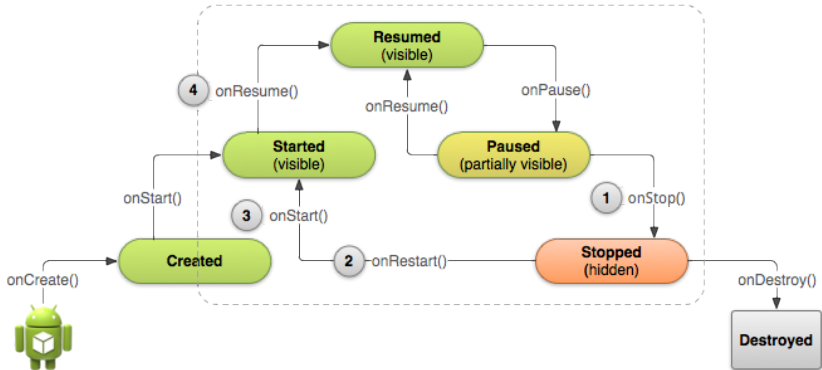 Resumed
(visible)
4
onResume()
onResume()
onPause()
Started
(visible)
Paused
(partially visible)
onStart()
3
onStart()
1
onStop()
Created
2
onRestart()
Stopped
(hidden)
onCreate()
onDestroy()
Destroyed